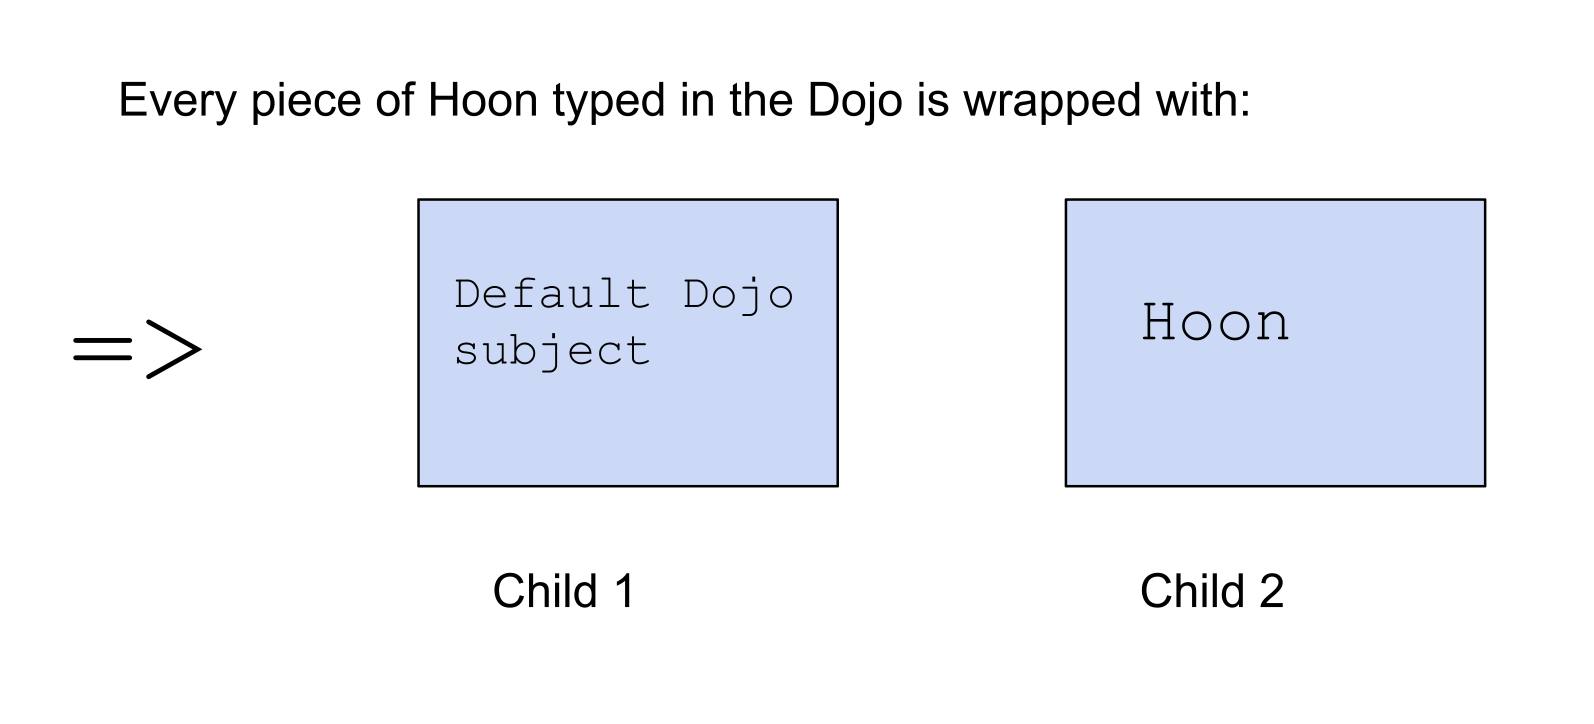 Every piece of Hoon typed in the Dojo is wrapped with:
=>
Default Dojo
subject
Hoon
Child 1
Child 2